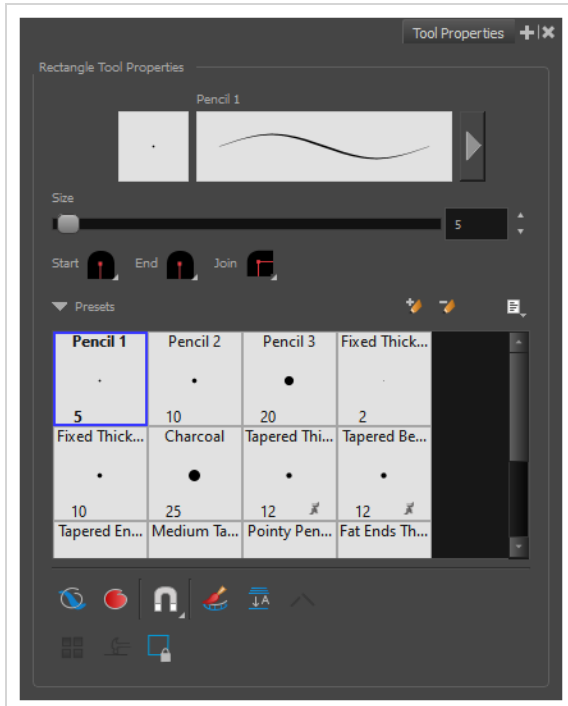 Tool Properties
Rectangle Tool Properties
Pencil 1
Size
5
Start End Join
Presets
Pencil 1 Pencil 2 Pencil 3 Fixed Thick...
5 10 20 2
Fixed Thick... Charcoal Tapered Thi... Tapered Be...
10 25 12 12
Tapered En... Medium Ta... Pointy Pen... Fat Ends Th...
A